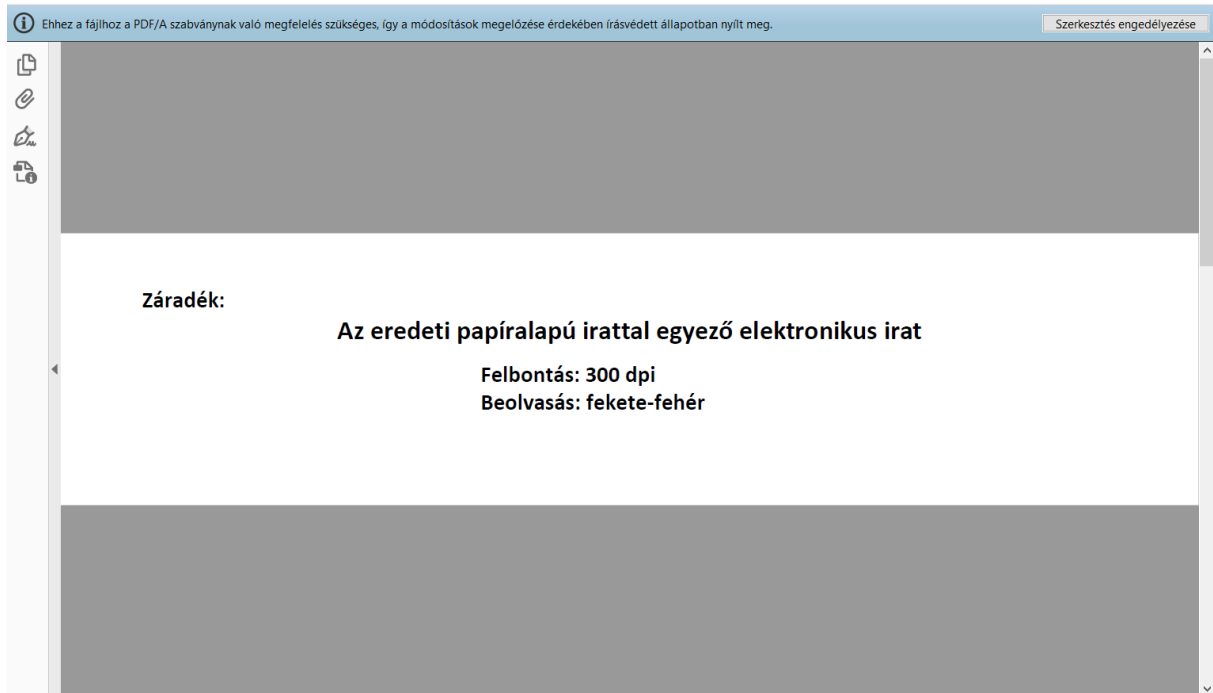 Ehhez a fájlhoz a PDF/A szabványnak való megfelelés szükséges, így a módosítások megelőzése érdekében írásvédett állapotban nyílt meg.
Szerkesztés engedélyezése
Záradék:
Az eredeti papíralapú irattal egyező elektronikus irat
Felbontás: 300 dpi
Beolvasás: fekete-fehér